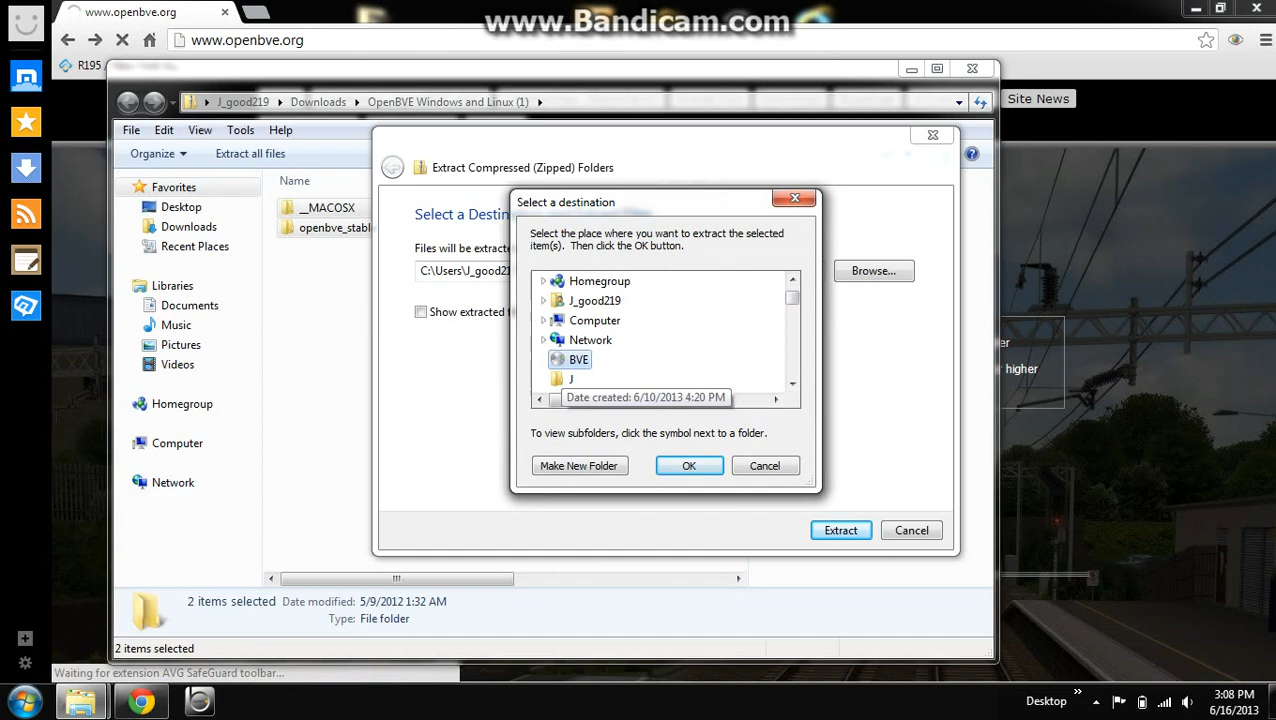 www.openbve.org
www.Bandicam.com
www.openbve.org
R195 /
Site News
J_good219
Downloads
OpenBVE Windows and Linux (1)
File
Edit
View
Tools
Help
Organize
Extract all files
Favorites
Desktop
Downloads
Recent Places
Libraries
Documents
Music
Pictures
Videos
Homegroup
Computer
Network
Name
__MACOSX
openbve_stabl
Extract Compressed (Zipped) Folders
Select a Destin
Files will be extracte
C:\Users\J_good21
Browse...
Show extracted f
Extract
Cancel
Select a destination
Select the place where you want to extract the selected
item(s). Then click the OK button.
Homegroup
J_good219
Computer
Network
BVE
J
Date created: 6/10/2013 4:20 PM
To view subfolders, click the symbol next to a folder.
Make New Folder
OK
Cancel
er
higher
2 items selected
Date modified: 5/9/2012 1:32 AM
Type: File folder
2 items selected
Waiting for extension AVG SafeGuard toolbar...
Desktop
3:08 PM
6/16/2013